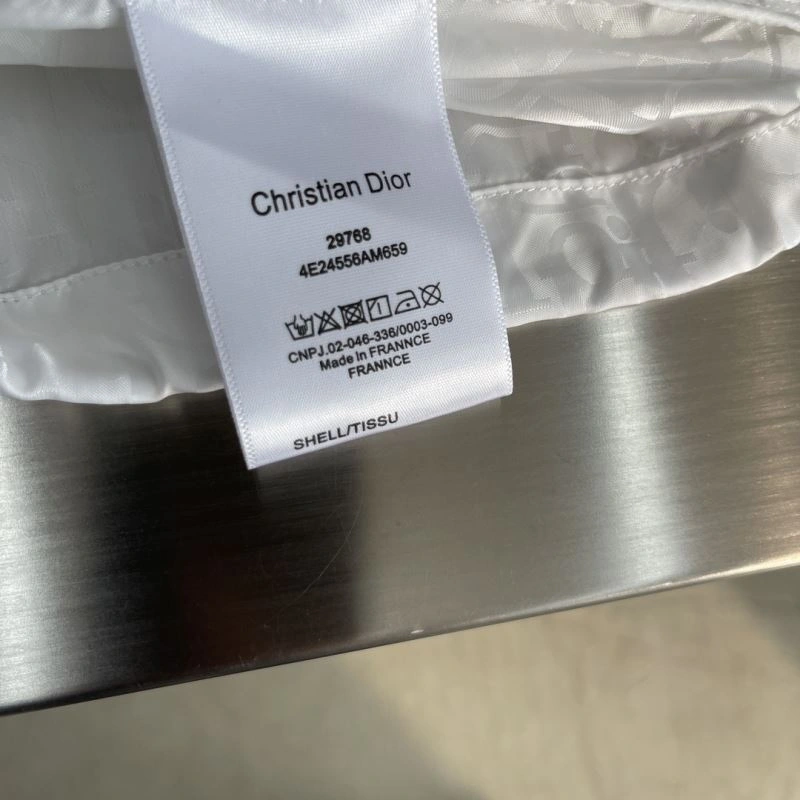 Christian Dior
29768
4E24556AM659
CNPJ.02-046-336/0003-099
Made in FRANNCE
FRANNCE
SHELL/TISSU